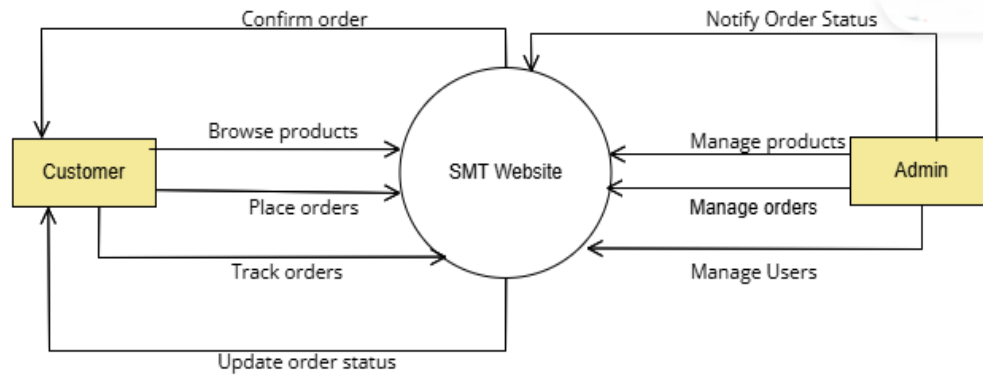 Confirm order
Notify Order Status
Browse products
Manage products
Customer
SMT Website
Admin
Place orders
Manage orders
Track orders
Manage Users
Update order status